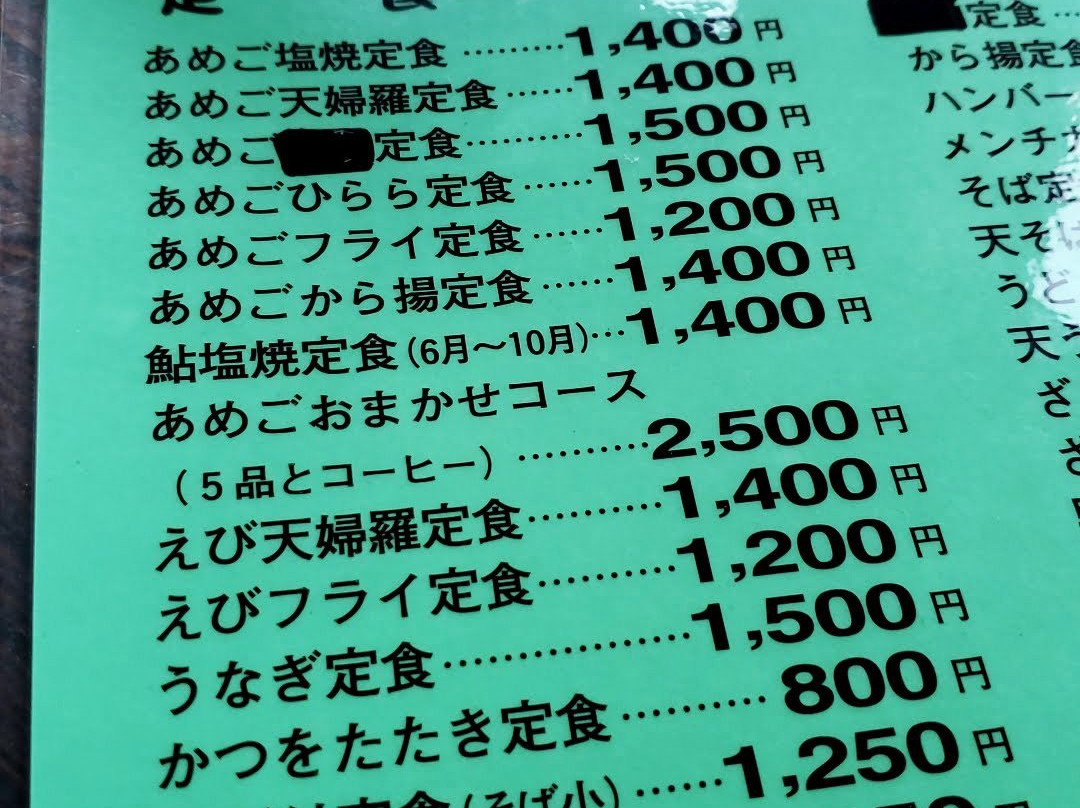 あめご塩焼定食………1,400円
あめご天婦羅定食……1,400円
あめご 定食………1,500円
あめごひらら定食……1,500円
あめごフライ定食……1,200円
あめごから揚定食……1,400円
鮎塩焼定食(6月～10月)…1,400円
あめごおまかせコース
(5品とコーヒー)………2,500円
えび天婦羅定食………1,400円
えびフライ定食………1,200円
うなぎ定食……………1,500円
かつをたたき定食………800円
定食(そば小)……1,250円
定食…
から揚定食
ハンバー
メンチカ
そば定
天そば
うど
天う
ざ